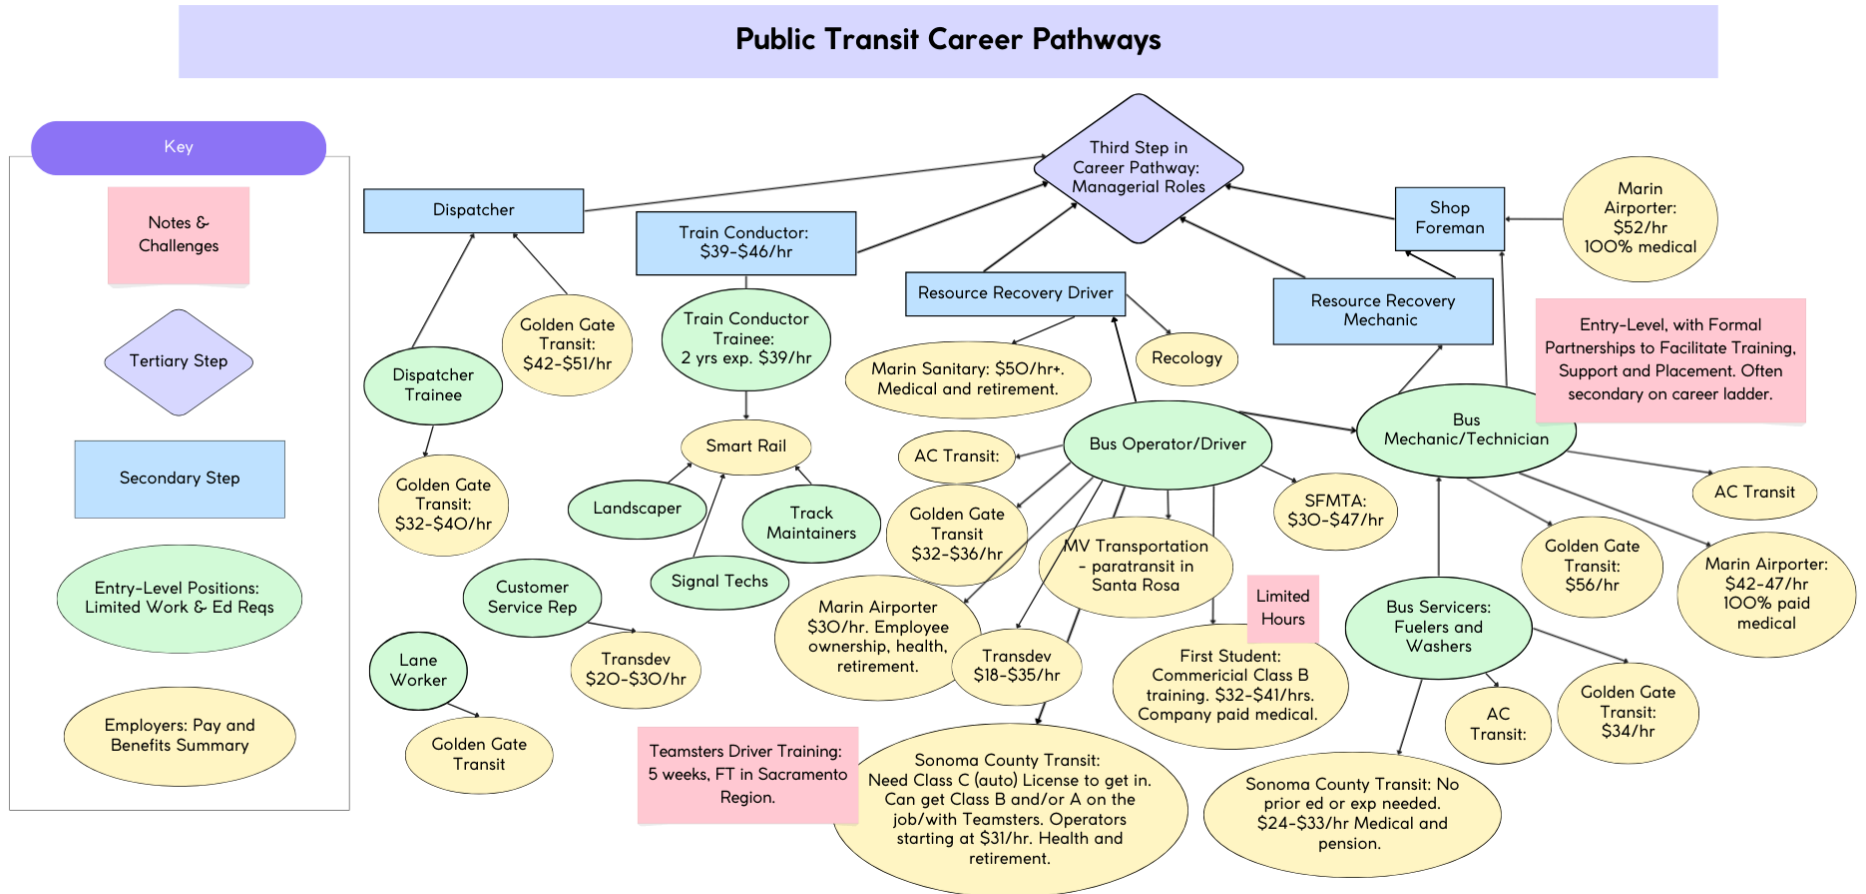 Public Transit Career Pathways
Key
Notes &
Challenges
Tertiary Step
Secondary Step
Entry-Level Positions:
Limited Work & Ed Reqs
Employers: Pay and
Benefits Summary
Third Step in
Career Pathway:
Managerial Roles
Dispatcher
Train Conductor:
$39-$46/hr
Resource Recovery Driver
Resource Recovery
Mechanic
Shop
Foreman
Marin
Airporter:
$52/hr
100% medical
Golden Gate
Transit:
$42-$51/hr
Dispatcher
Trainee
Golden Gate
Transit:
$32-$40/hr
Train Conductor
Trainee:
2 yrs exp. $39/hr
Smart Rail
Landscaper
Track
Maintainers
Signal Techs
Customer
Service Rep
Transdev
$20-$30/hr
Lane
Worker
Golden Gate
Transit
Marin Sanitary: $50/hr+.
Medical and retirement.
Recology
Entry-Level, with Formal
Partnerships to Facilitate Training,
Support and Placement. Often
secondary on career ladder.
Bus Operator/Driver
Bus
Mechanic/Technician
AC Transit:
Golden Gate
Transit
$32-$36/hr
MV Transportation
- paratransit in
Santa Rosa
SFMTA:
$30-$47/hr
AC Transit
Golden Gate
Transit:
$56/hr
Marin Airporter:
$42-47/hr
100% paid
medical
Marin Airporter
$30/hr. Employee
ownership, health,
retirement.
Transdev
$18-$35/hr
Limited
Hours
First Student:
Commericial Class B
training. $32-$41/hrs.
Company paid medical.
Bus Servicers:
Fuelers and
Washers
AC
Transit:
Golden Gate
Transit:
$34/hr
Teamsters Driver Training:
5 weeks, FT in Sacramento
Region.
Sonoma County Transit:
Need Class C (auto) License to get in.
Can get Class B and/or A on the
job/with Teamsters. Operators
starting at $31/hr. Health and
retirement.
Sonoma County Transit: No
prior ed or exp needed.
$24-$33/hr Medical and
pension.